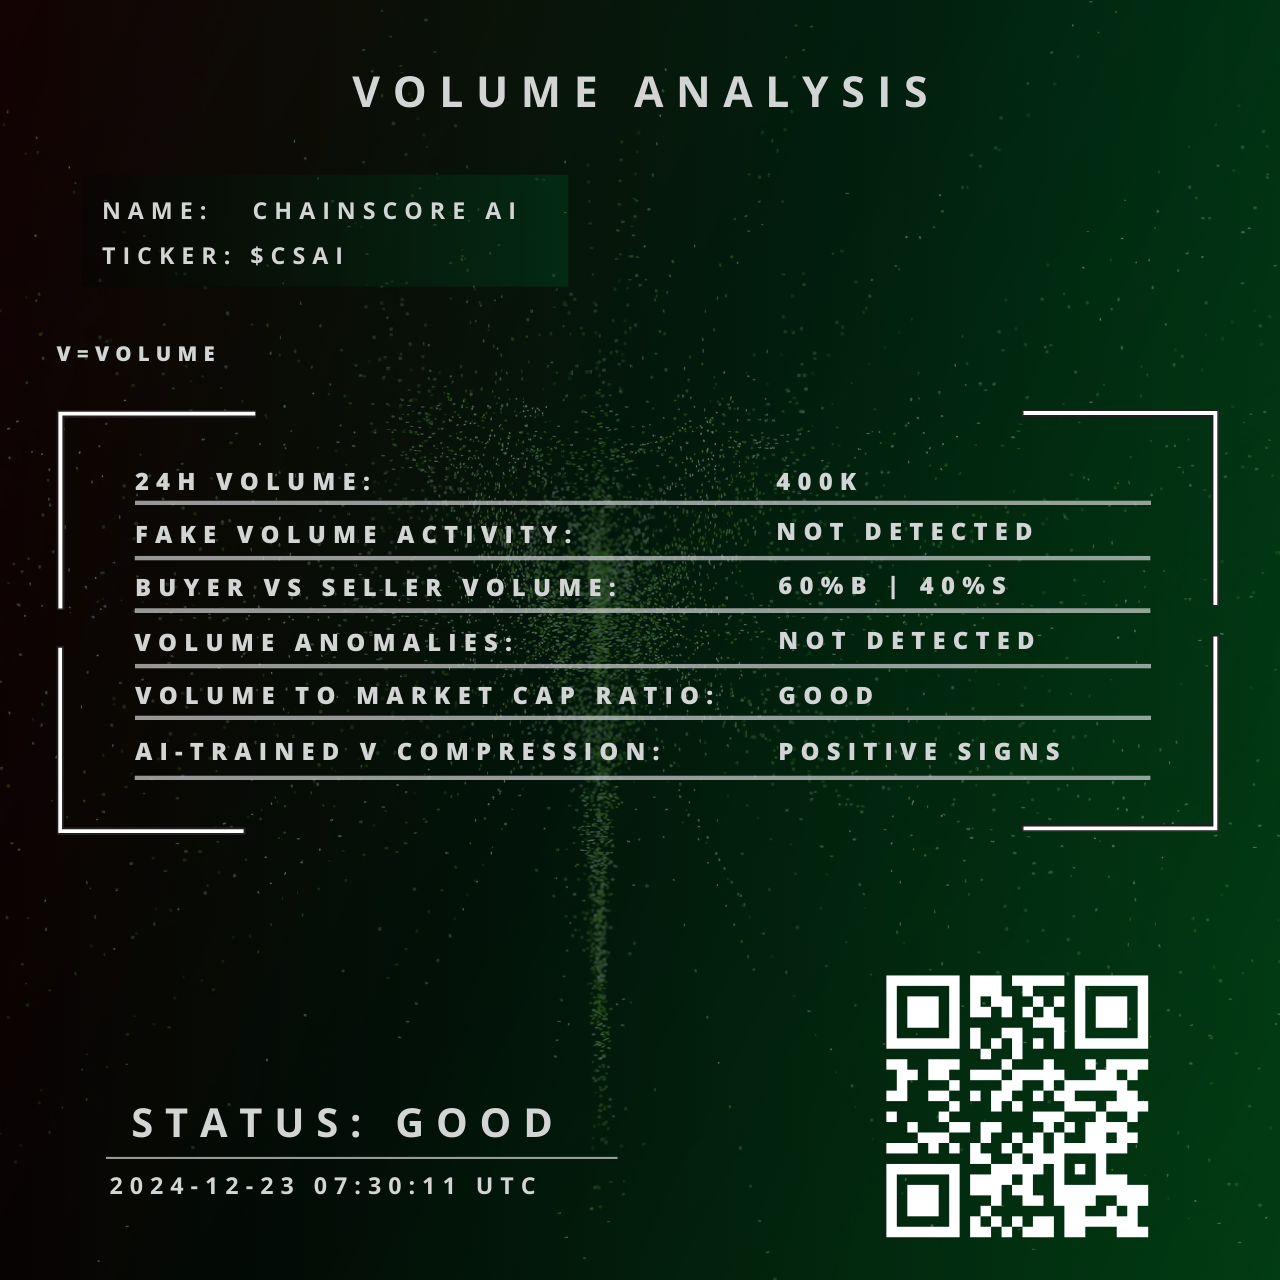 VOLUME ANALYSIS
NAME: CHAINSCORE AI
TICKER: $CSAI
V=VOLUME
24H VOLUME: 400K
FAKE VOLUME ACTIVITY: NOT DETECTED
BUYER VS SELLER VOLUME: 60%B | 40%S
VOLUME ANOMALIES: NOT DETECTED
VOLUME TO MARKET CAP RATIO: GOOD
AI-TRAINED V COMPRESSION: POSITIVE SIGNS
STATUS: GOOD
2024-12-23 07:30:11 UTC